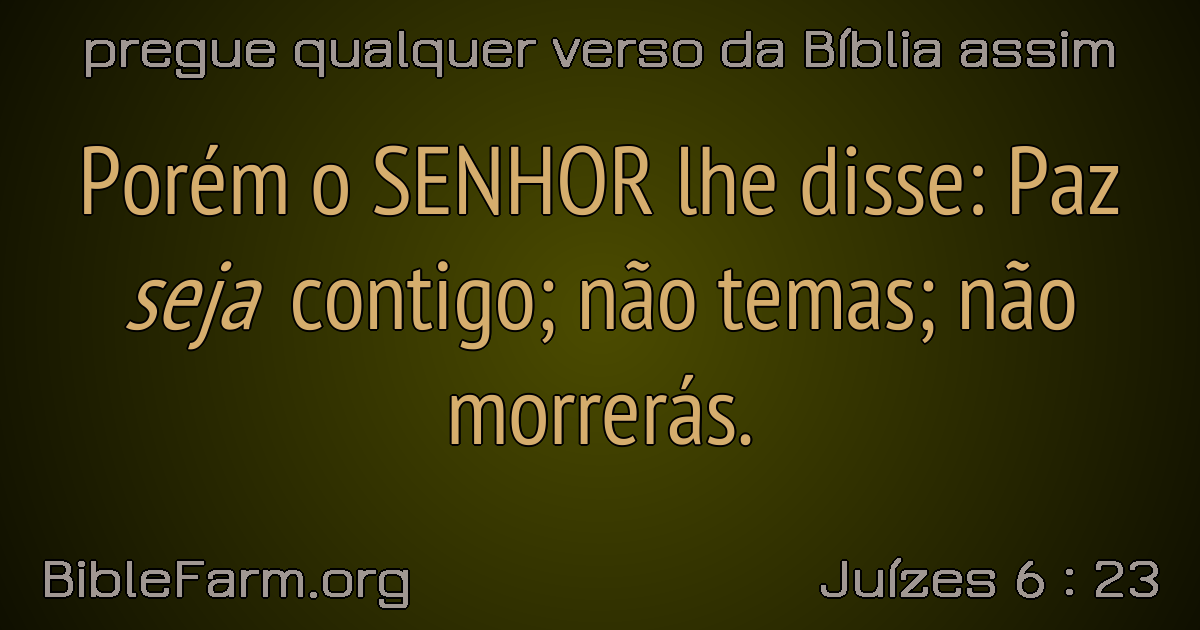 pregue qualquer verso da Bíblia assim
Porém o SENHOR lhe disse: Paz
seja contigo; não temas; não
morrerás.
BibleFarm.org
Juízes 6 : 23